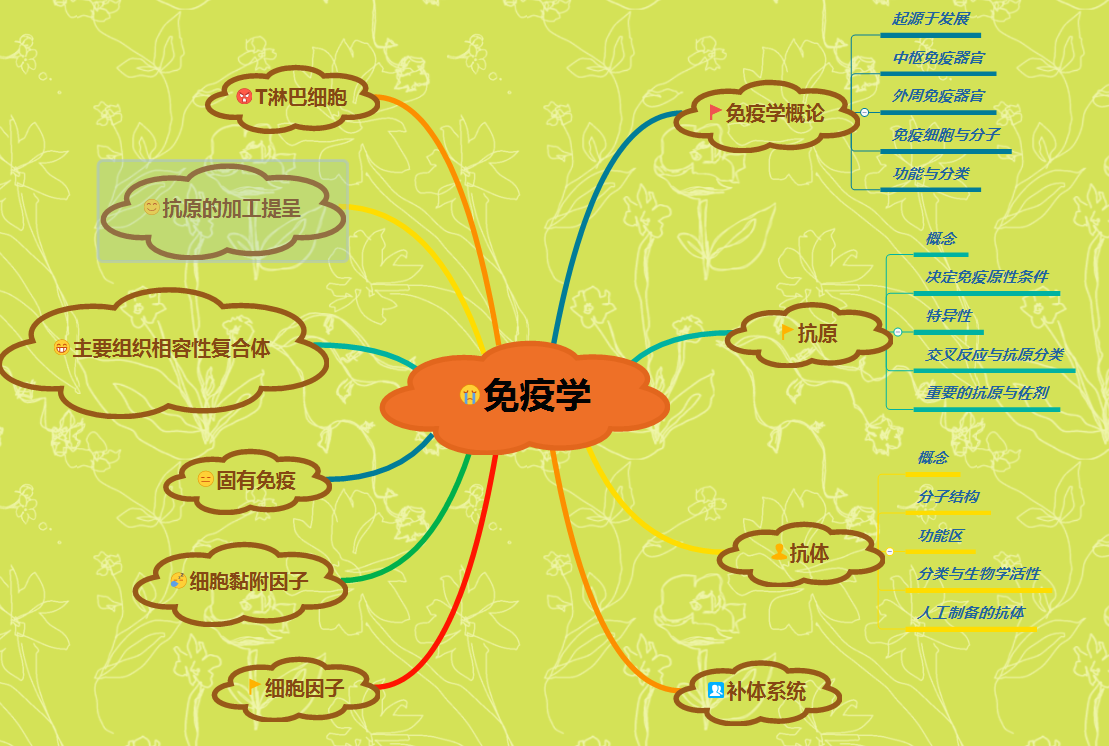 免疫学
免疫学概论
起源于发展
中枢免疫器官
外周免疫器官
免疫细胞与分子
功能与分类
抗原
概念
决定免疫原性条件
特异性
交叉反应与抗原分类
重要的抗原与佐剂
抗体
概念
分子结构
功能区
分类与生物学活性
人工制备的抗体
补体系统
细胞因子
细胞黏附因子
固有免疫
主要组织相容性复合体
抗原的加工提呈
T淋巴细胞